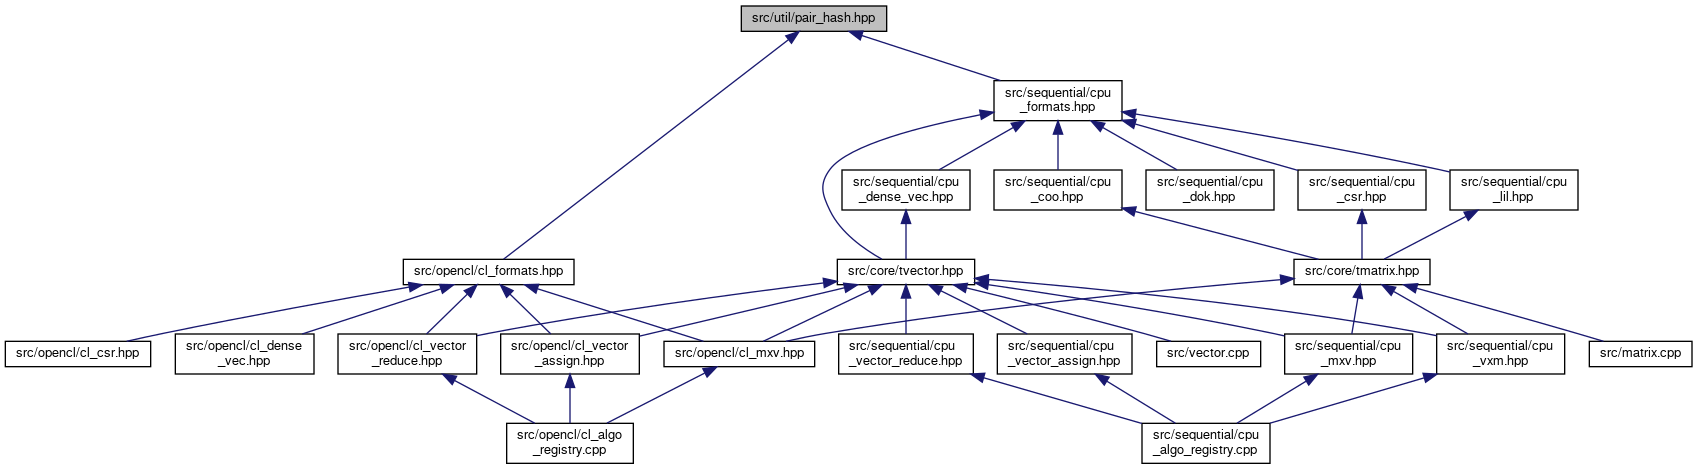 src/util/pair_hash.hpp
src/sequential/cpu
_formats.hpp
src/sequential/cpu
_dense_vec.hpp
src/sequential/cpu
_coo.hpp
src/sequential/cpu
_dok.hpp
src/sequential/cpu
_csr.hpp
src/sequential/cpu
_lil.hpp
src/opencl/cl_formats.hpp
src/core/tvector.hpp
src/core/tmatrix.hpp
src/opencl/cl_csr.hpp
src/opencl/cl_dense
_vec.hpp
src/opencl/cl_vector
_reduce.hpp
src/opencl/cl_vector
_assign.hpp
src/opencl/cl_mxv.hpp
src/sequential/cpu
_vector_reduce.hpp
src/sequential/cpu
_vector_assign.hpp
src/vector.cpp
src/sequential/cpu
_mxv.hpp
src/sequential/cpu
_vxm.hpp
src/matrix.cpp
src/opencl/cl_algo
_registry.cpp
src/sequential/cpu
_algo_registry.cpp